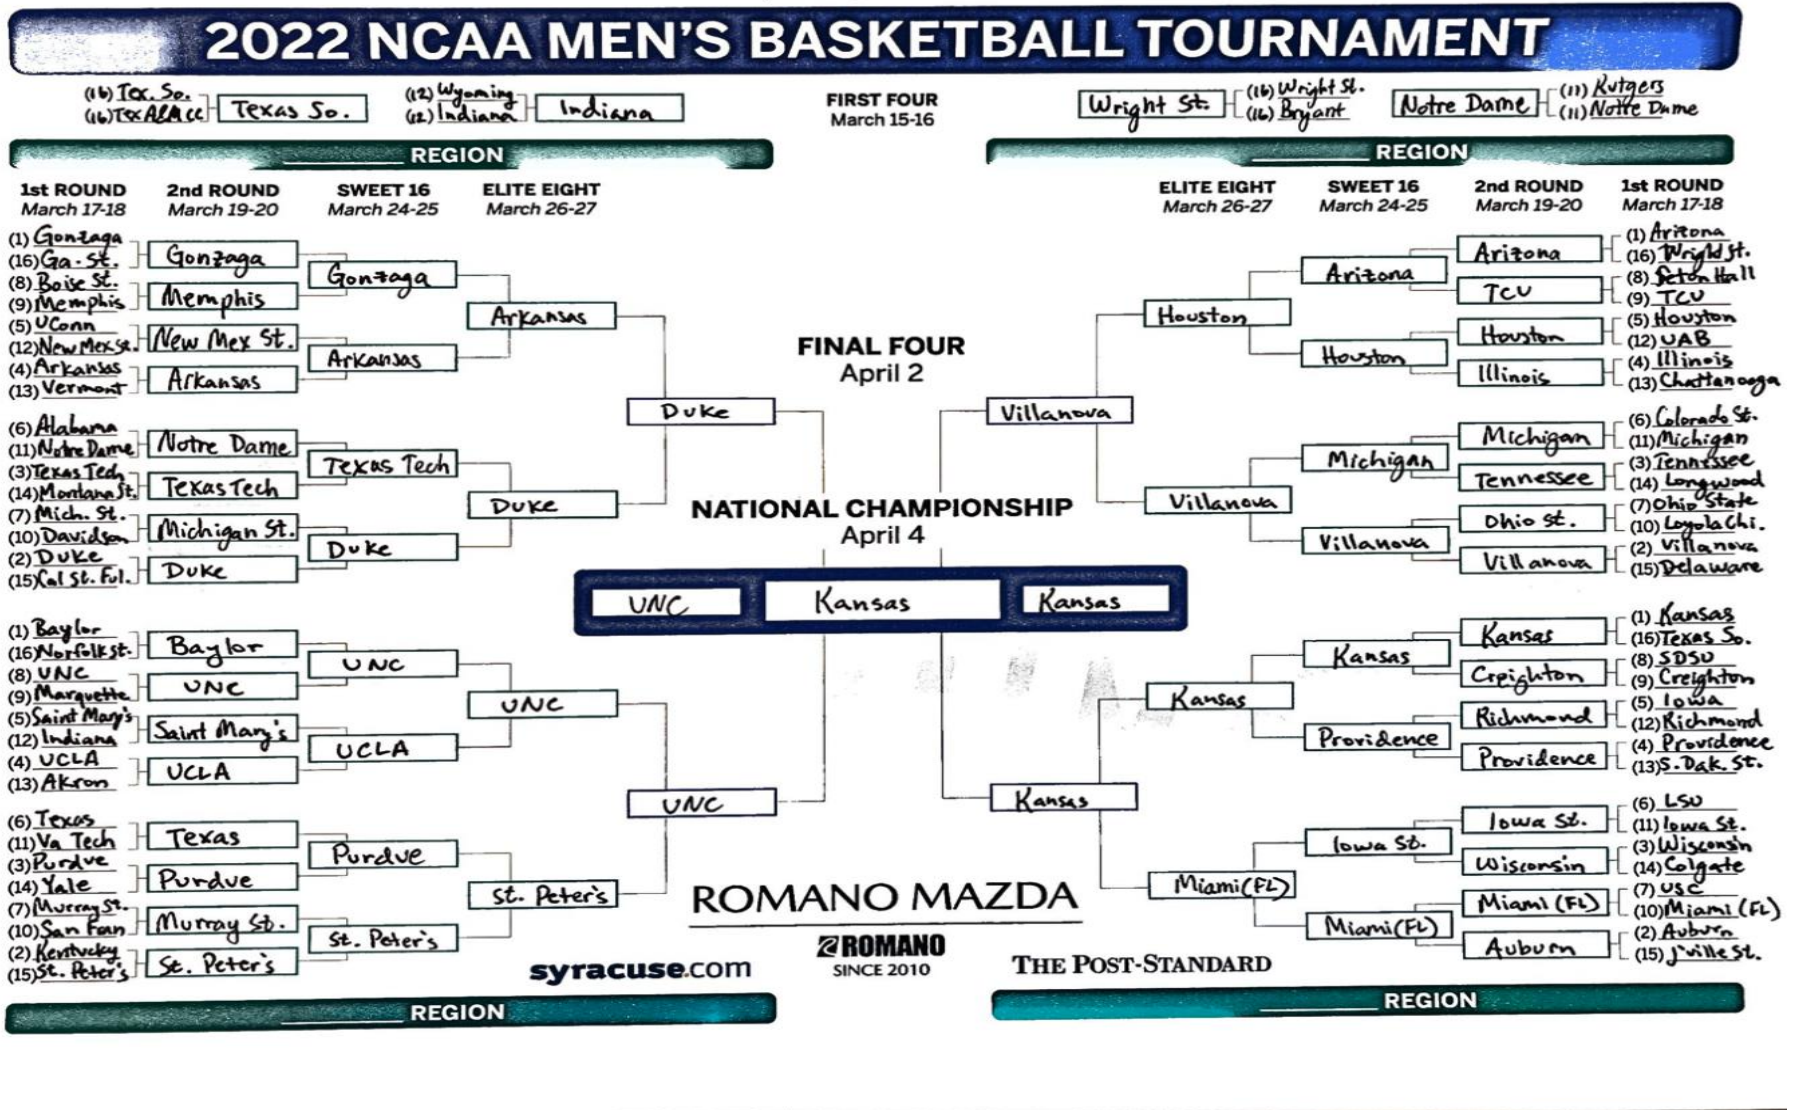 2022 NCAA MEN'S BASKETBALL TOURNAMENT
(16) Tex. So.
(16) Tex A&M CC
Texas So.
(12) Wyoming
(12) Indiana
Indiana
FIRST FOUR
March 15-16
Wright St.
(16) Wright St.
(16) Bryant
Notre Dame
(11) Rutgers
(11) Notre Dame
REGION
REGION
1st ROUND
March 17-18
2nd ROUND
March 19-20
SWEET 16
March 24-25
ELITE EIGHT
March 26-27
ELITE EIGHT
March 26-27
SWEET 16
March 24-25
2nd ROUND
March 19-20
1st ROUND
March 17-18
(1) Gonzaga
(16) Ga. St.
(8) Boise St.
(9) Memphis
(5) UConn
(12) New Mex St.
(4) Arkansas
(13) Vermont
Gonzaga
Memphis
New Mex St.
Arkansas
Gonzaga
Arkansas
Arkansas
(6) Alabama
(11) Notre Dame
(3) Texas Tech
(14) Montana St.
(7) Mich. St.
(10) Davidson
(2) Duke
(15) Cal St. Ful.
Notre Dame
Texas Tech
Michigan St.
Duke
Texas Tech
Duke
Duke
Duke
(1) Baylor
(16) Norfolk St.
(8) UNC
(9) Marquette
(5) Saint Mary's
(12) Indiana
(4) UCLA
(13) Akron
Baylor
UNC
Saint Mary's
UCLA
UNC
UCLA
UNC
(6) Texas
(11) Va Tech
(3) Purdue
(14) Yale
(7) Murray St.
(10) San Fran
(2) Kentucky
(15) St. Peter's
Texas
Purdue
Murray St.
St. Peter's
Purdue
St. Peter's
St. Peter's
UNC
FINAL FOUR
April 2
NATIONAL CHAMPIONSHIP
April 4
UNC
Kansas
Kansas
Villanova
Houston
Arizona
Houston
Arizona
TCU
Houston
Illinois
(1) Arizona
(16) Wright St.
(8) Seton Hall
(9) TCU
(5) Houston
(12) UAB
(4) Illinois
(13) Chattanooga
Villanova
Michigan
Villanova
Michigan
Tennessee
Ohio St.
Villanova
(6) Colorado St.
(11) Michigan
(3) Tennessee
(14) Longwood
(7) Ohio State
(10) Loyola Chi.
(2) Villanova
(15) Delaware
Kansas
Kansas
Kansas
Providence
Kansas
Creighton
Richmond
Providence
(1) Kansas
(16) Texas So.
(8) SDSU
(9) Creighton
(5) Iowa
(12) Richmond
(4) Providence
(13) S. Dak. St.
Miami (FL)
Iowa St.
Miami (FL)
Iowa St.
Wisconsin
Miami (FL)
Auburn
(6) LSU
(11) Iowa St.
(3) Wisconsin
(14) Colgate
(7) USC
(10) Miami (FL)
(2) Auburn
(15) J'ville St.
ROMANO MAZDA
ROMANO
SINCE 2010
syracuse.com
THE POST-STANDARD
REGION
REGION